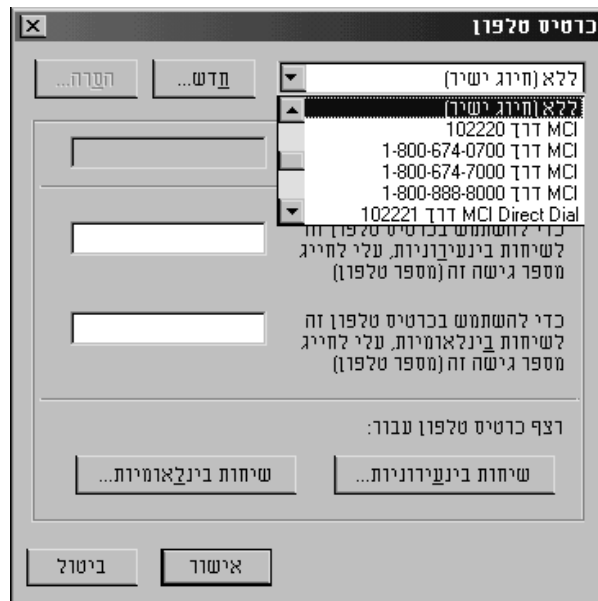 כרטיס טלפון
ללא (חיוג ישיר)
חדש...
הסרה...
ללא (חיוג ישיר)
MCI דרך 102220
MCI דרך 1-800-674-0700
MCI דרך 1-800-674-7000
MCI דרך 1-800-888-8000
MCI Direct Dial דרך 102221
כדי להשתמש בכרטיס טלפון זה
לשיחות בינעירוניות, עלי לחייג
מספר גישה זה (מספר טלפון)
כדי להשתמש בכרטיס טלפון זה
לשיחות בינלאומיות, עלי לחייג
מספר גישה זה (מספר טלפון)
רצף כרטיס טלפון עבור:
שיחות בינעירוניות...
שיחות בינלאומיות...
אישור
ביטול